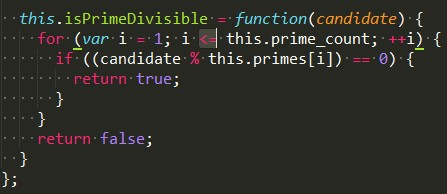 this.isPrimeDivisible = function(candidate) {
for (var i = 1; i <= this.prime_count; ++i) {
if ((candidate % this.primes[i]) == 0) {
return true;
}
}
return false;
}
};